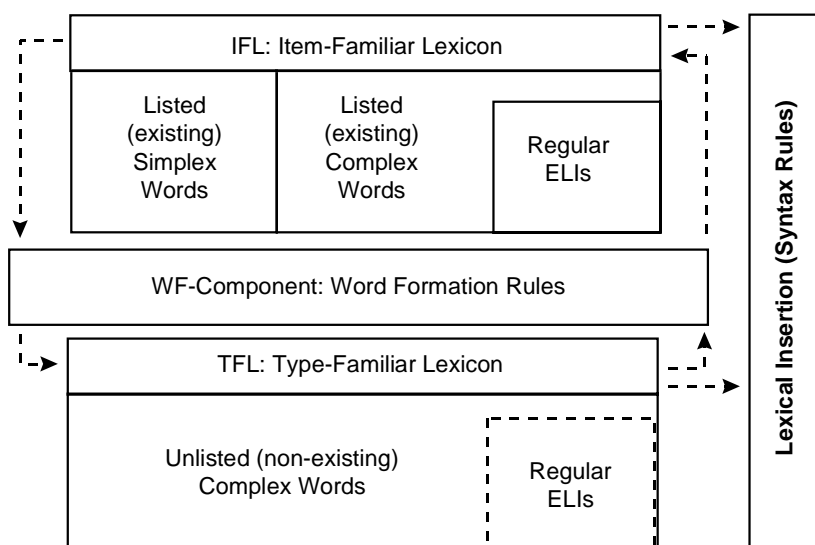 IFL: Item-Familiar Lexicon
Listed
(existing)
Simplex
Words
Listed
(existing)
Complex
Words
Regular
ELIs
WF-Component: Word Formation Rules
TFL: Type-Familiar Lexicon
Unlisted (non-existing)
Complex Words
Regular
ELIs
Lexical Insertion (Syntax Rules)